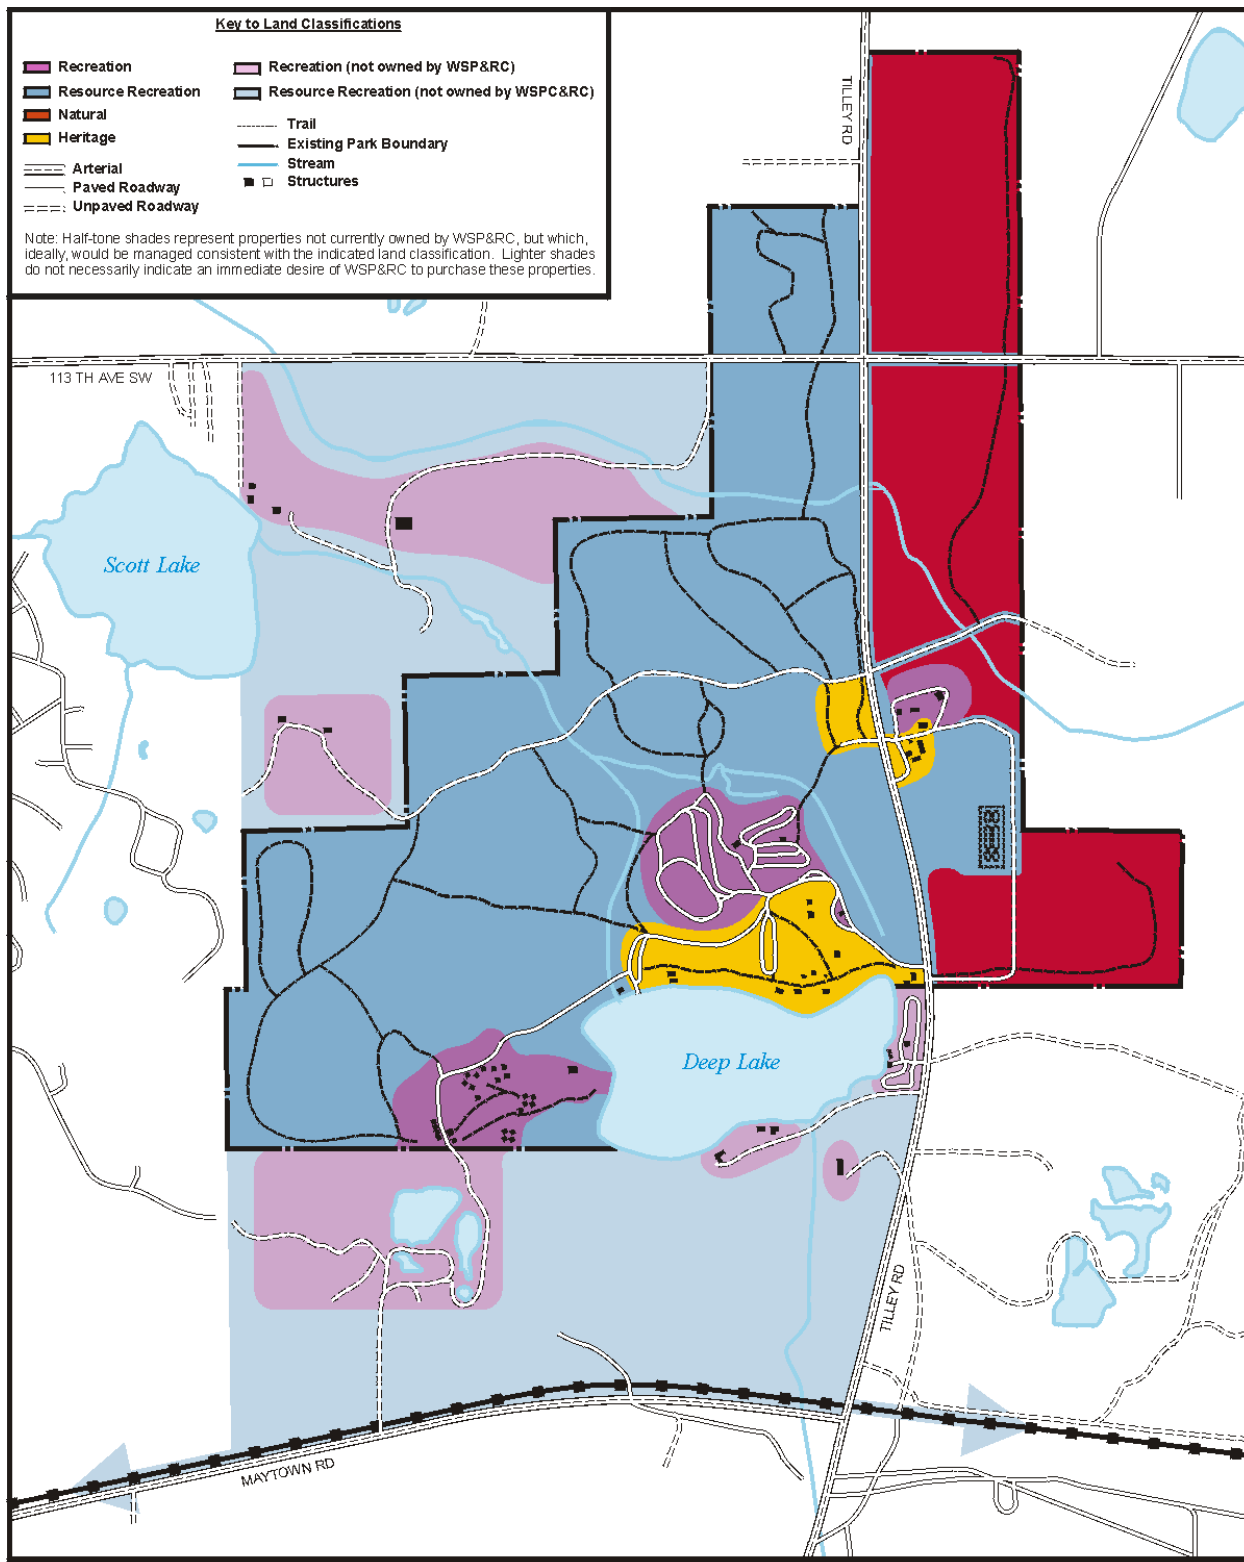 Key to Land Classifications
Recreation
Resource Recreation
Natural
Heritage
Arterial
Paved Roadway
Unpaved Roadway
Recreation (not owned by WSP&RC)
Resource Recreation (not owned by WSPC&RC)
Trail
Existing Park Boundary
Stream
Structures
Note: Half-tone shades represent properties not currently owned by WSP&RC, but which,
ideally, would be managed consistent with the indicated land classification. Lighter shades
do not necessarily indicate an immediate desire of WSP&RC to purchase these properties.
TILLEY RD
113 TH AVE SW
Scott Lake
Deep Lake
TILLEY RD
MAYTOWN RD